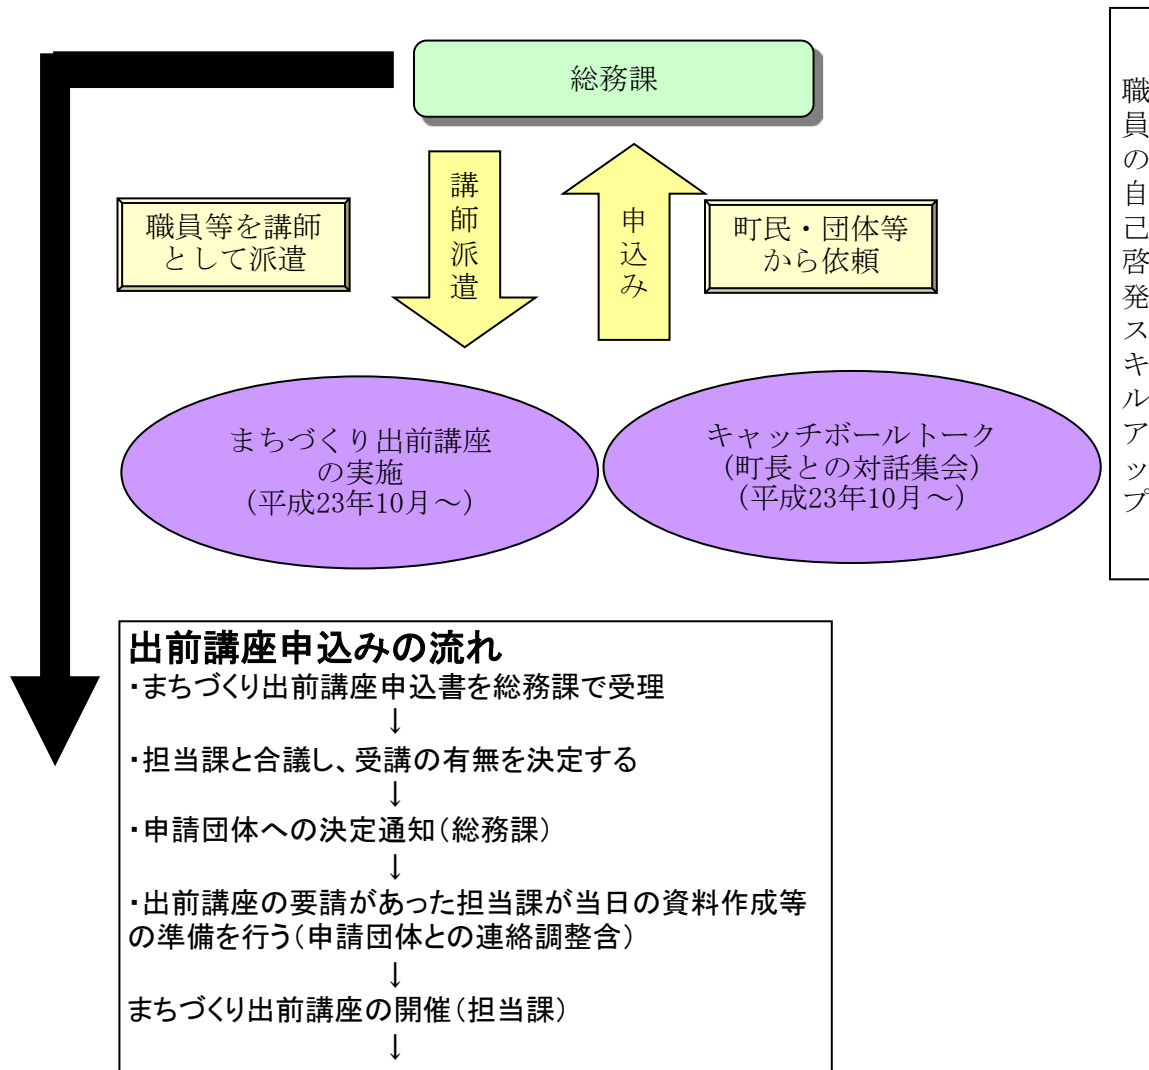 総務課
講師派遣
申込み
職員等を講師
として派遣
町民・団体等
から依頼
まちづくり出前講座
の実施
(平成23年10月～)
キャッチボールトーク
(町長との対話集会)
(平成23年10月～)
職員の自己啓発スキルアップ
出前講座申込みの流れ
・まちづくり出前講座申込書を総務課で受理
↓
・担当課と合議し、受講の有無を決定する
↓
・申請団体への決定通知(総務課)
↓
・出前講座の要請があった担当課が当日の資料作成等
の準備を行う(申請団体との連絡調整含)
↓
まちづくり出前講座の開催(担当課)
↓